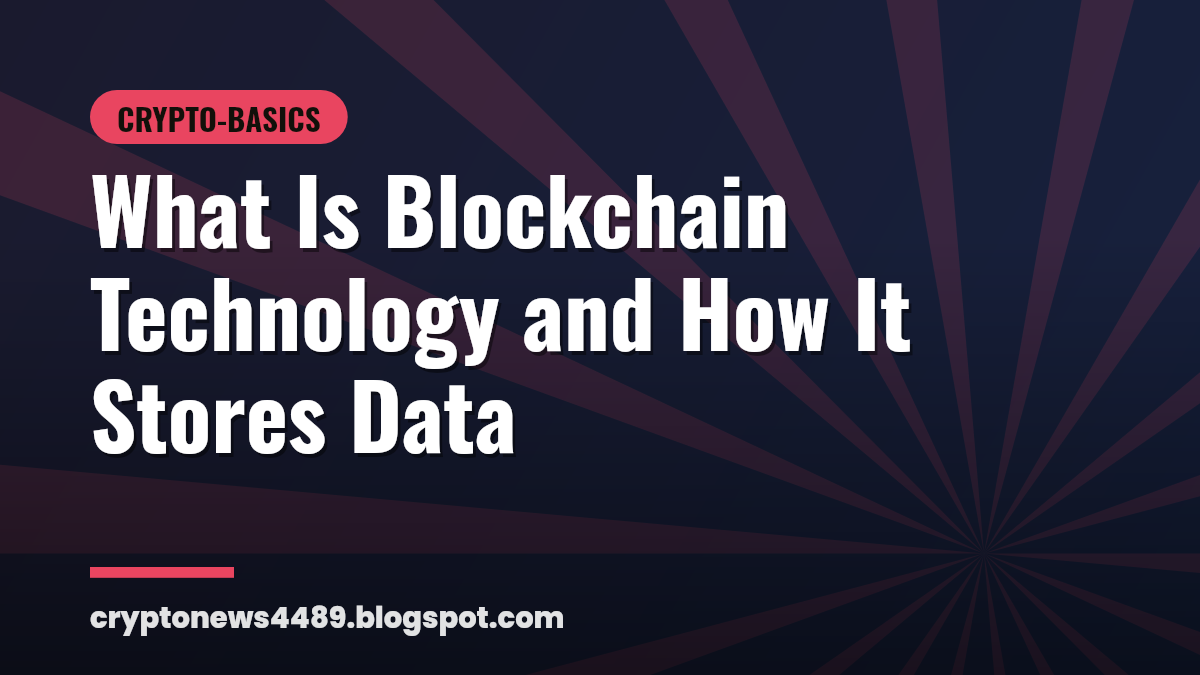 CRYPTO-BASICS
What Is Blockchain
Technology and How It
Stores Data
cryptonews4489.blogspot.com